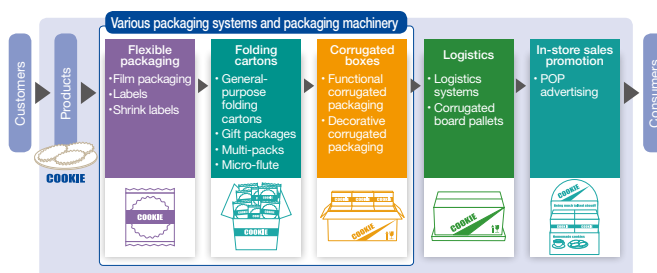 Various packaging systems and packaging machinery
Customers
Products
COOKIE
Flexible
packaging
•Film packaging
•Labels
•Shrink labels
COOKIE
Folding
cartons
•General-
purpose
folding
cartons
•Gift packages
•Multi-packs
•Micro-flute
COOKIE
Corrugated
boxes
•Functional
corrugated
packaging
•Decorative
corrugated
packaging
COOKIE
Logistics
•Logistics
systems
•Corrugated
board pallets
COOKIE
In-store sales
promotion
•POP
advertising
COOKIE
Homemade cookies
Consumers